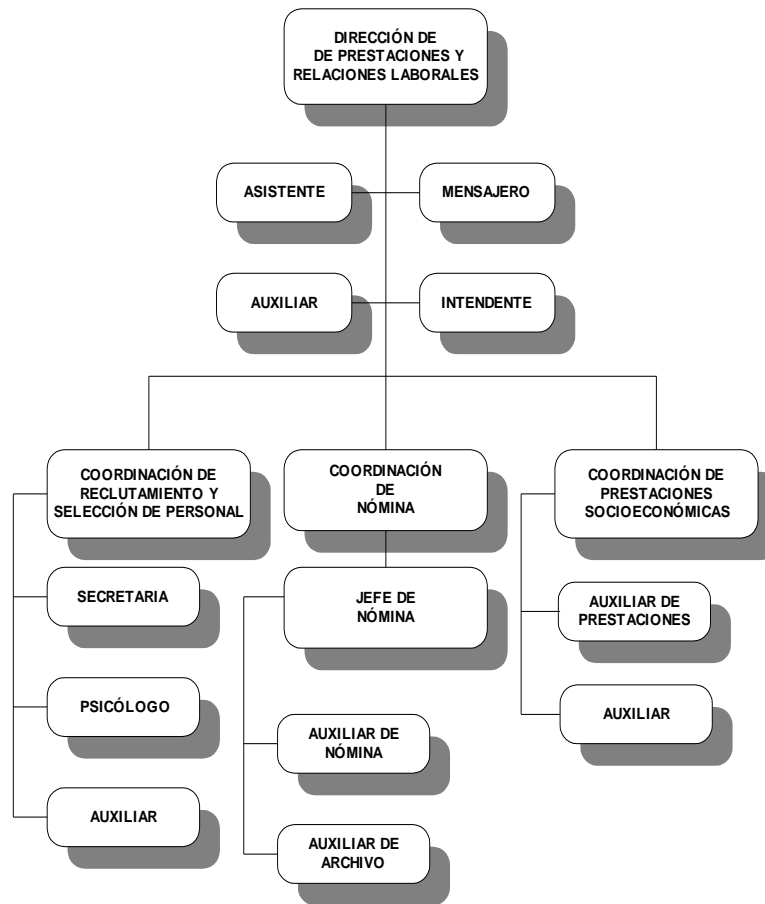 DIRECCIÓN DE
DE PRESTACIONES Y
RELACIONES LABORALES
ASISTENTE
MENSAJERO
AUXILIAR
INTENDENTE
COORDINACIÓN DE
RECLUTAMIENTO Y
SELECCIÓN DE PERSONAL
SECRETARIA
PSICÓLOGO
AUXILIAR
COORDINACIÓN
DE
NÓMINA
JEFE DE
NÓMINA
AUXILIAR DE
NÓMINA
AUXILIAR DE
ARCHIVO
COORDINACIÓN DE
PRESTACIONES
SOCIOECONÓMICAS
AUXILIAR DE
PRESTACIONES
AUXILIAR